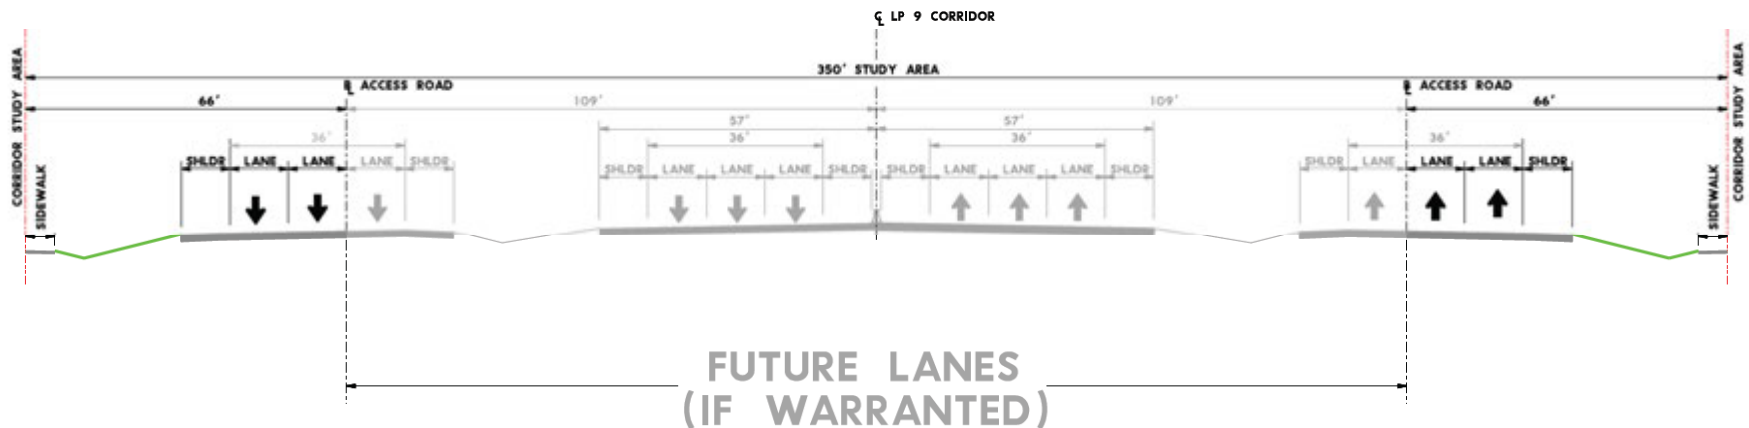 ℄ LP 9 CORRIDOR
350' STUDY AREA
CORRIDOR STUDY AREA
CORRIDOR STUDY AREA
℄ ACCESS ROAD
℄ ACCESS ROAD
66'
109'
109'
66'
57'
57'
36'
36'
36'
36'
SHLDR LANE LANE LANE SHLDR
SHLDR LANE LANE LANE SHLDR
SHLDR LANE LANE LANE SHLDR
SHLDR LANE LANE LANE SHLDR
SIDEWALK
SIDEWALK
FUTURE LANES
(IF WARRANTED)